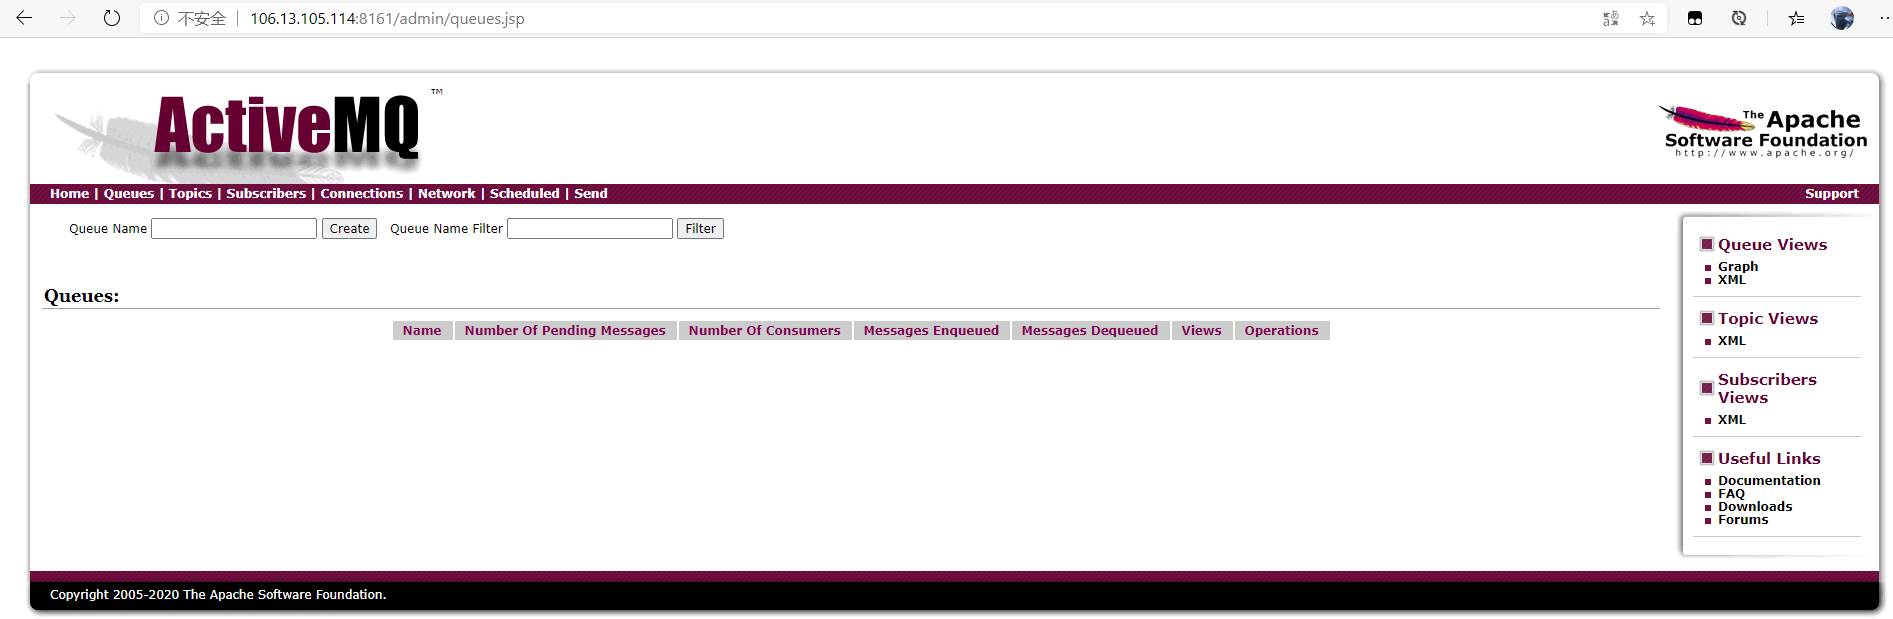 不安全 106.13.105.114:8161/admin/queues.jsp
ActiveMQ ™
The Apache
Software Foundation
http://www.apache.org/
Home | Queues | Topics | Subscribers | Connections | Network | Scheduled | Send
Support
Queue Name Create Queue Name Filter Filter
Queues:
Name Number Of Pending Messages Number Of Consumers Messages Enqueued Messages Dequeued Views Operations
Queue Views
Graph
XML
Topic Views
XML
Subscribers
Views
XML
Useful Links
Documentation
FAQ
Downloads
Forums
Copyright 2005-2020 The Apache Software Foundation.